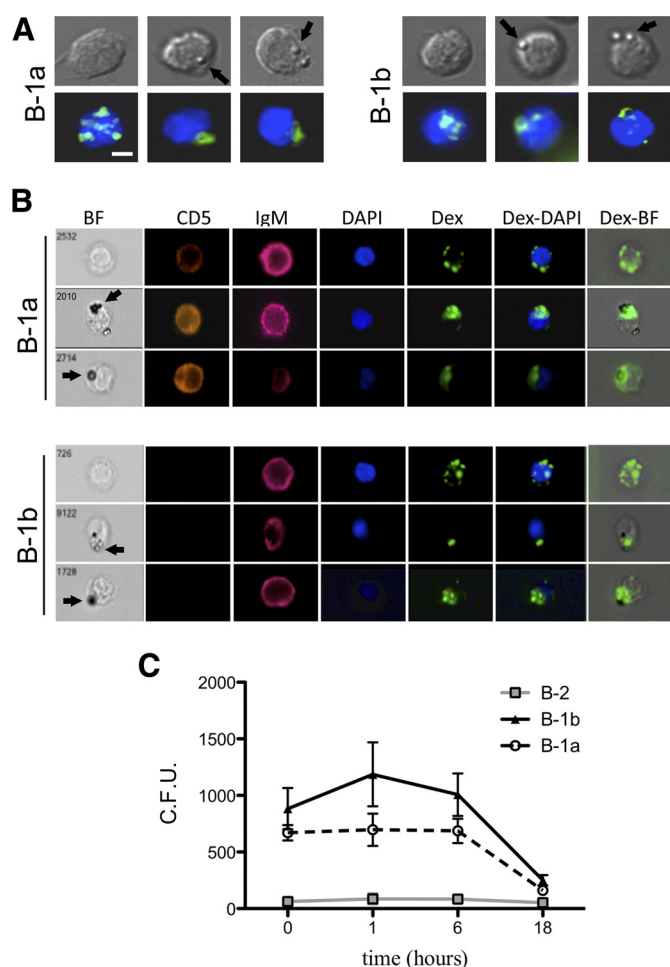 A
B-1a
B-1b
B
BF CD5 IgM DAPI Dex Dex-DAPI Dex-BF
B-1a
2532
2010
2714
B-1b
726
9122
1728
C
C.F.U.
2000
1500
1000
500
0
B-2
B-1b
B-1a
0 1 6 18
time (hours)